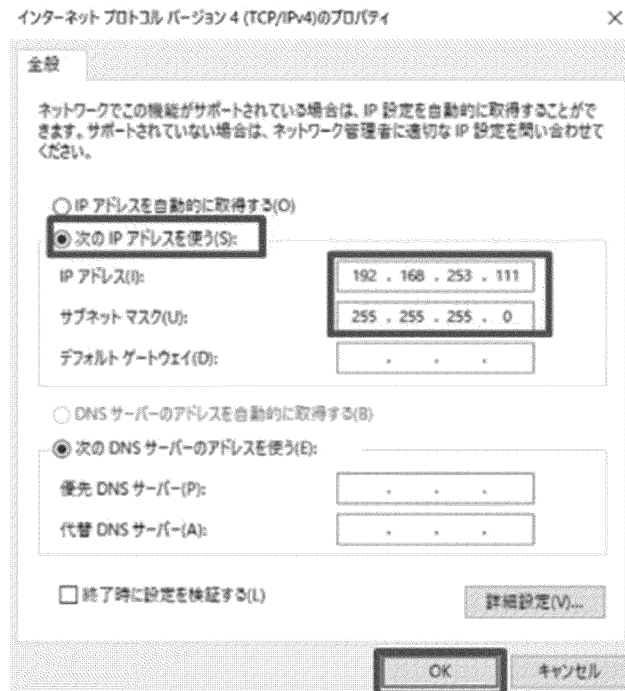 インターネット プロトコル バージョン 4 (TCP/IPv4)のプロパティ
全般
ネットワークでこの機能がサポートされている場合は、IP 設定を自動的に取得することがで
きます。サポートされていない場合は、ネットワーク管理者に適切な IP 設定を問い合わせて
ください。
IP アドレスを自動的に取得する(O)
次の IP アドレスを使う(S):
IP アドレス(I): 192 . 168 . 253 . 111
サブネット マスク(U): 255 . 255 . 255 . 0
デフォルト ゲートウェイ(D): . . .
DNS サーバーのアドレスを自動的に取得する(B)
次の DNS サーバーのアドレスを使う(E):
優先 DNS サーバー(P): . . .
代替 DNS サーバー(A): . . .
終了時に設定を検証する(L)
詳細設定(V)...
OK キャンセル